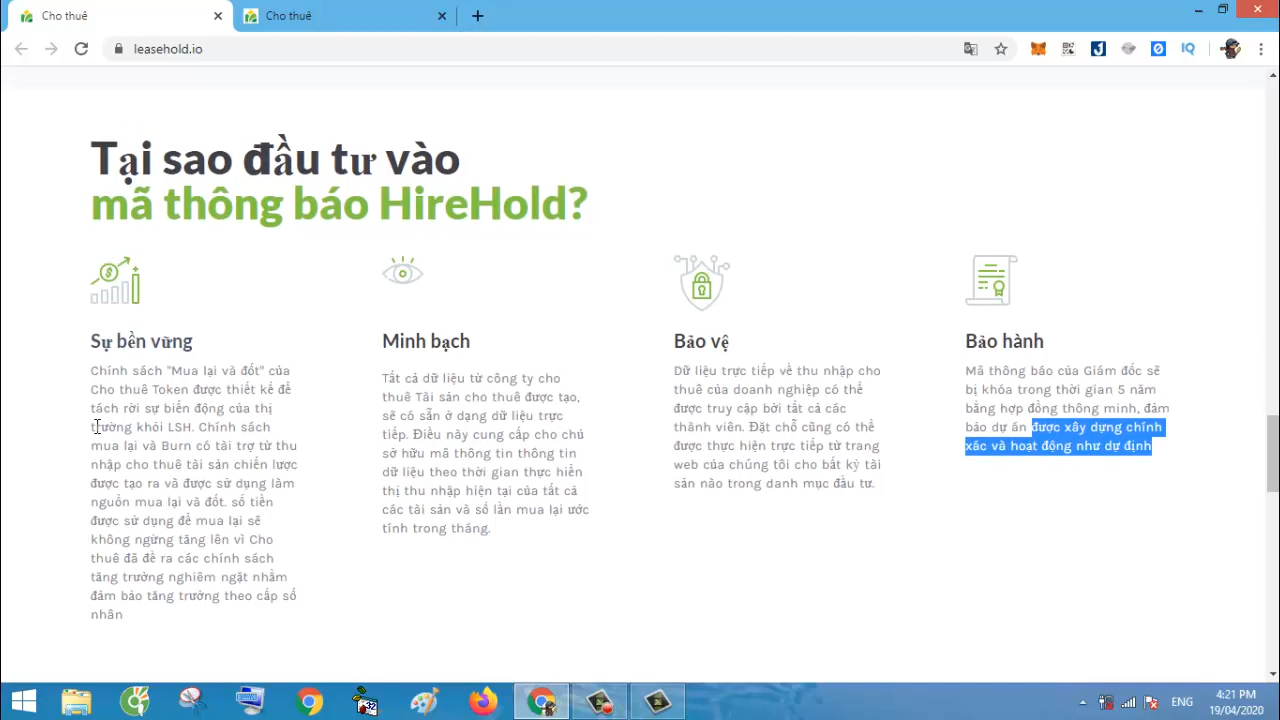 Cho thuê
Cho thuê
leasehold.io
Tại sao đầu tư vào
mã thông báo HireHold?
Sự bền vững
Chính sách "Mua lại và đốt" của
Cho thuê Token được thiết kế để
tách rời sự biến động của thị
trường khỏi LSH. Chính sách
mua lại và Burn có tài trợ từ thu
nhập cho thuê tài sản chiến lược
được tạo ra và được sử dụng làm
nguồn mua lại và đốt. số tiền
được sử dụng để mua lại sẽ
không ngừng tăng lên vì Cho
thuê đã đề ra các chính sách
tăng trưởng nghiêm ngặt nhằm
đảm bảo tăng trưởng theo cấp số
nhân
Minh bạch
Tất cả dữ liệu từ công ty cho
thuê Tài sản cho thuê được tạo,
sẽ có sẵn ở dạng dữ liệu trực
tiếp. Điều này cung cấp cho chủ
sở hữu mã thông tin thông tin
dữ liệu theo thời gian thực hiển
thị thu nhập hiện tại của tất cả
các tài sản và số lần mua lại ước
tính trong tháng.
Bảo vệ
Dữ liệu trực tiếp về thu nhập cho
thuê của doanh nghiệp có thể
được truy cập bởi tất cả các
thành viên. Đặt chỗ cũng có thể
được thực hiện trực tiếp từ trang
web của chúng tôi cho bất kỳ tài
sản nào trong danh mục đầu tư.
Bảo hành
Mã thông báo của Giám đốc sẽ
bị khóa trong thời gian 5 năm
bằng hợp đồng thông minh, đảm
bảo dự án được xây dựng chính
xác và hoạt động như dự định
ENG
4:21 PM
19/04/2020